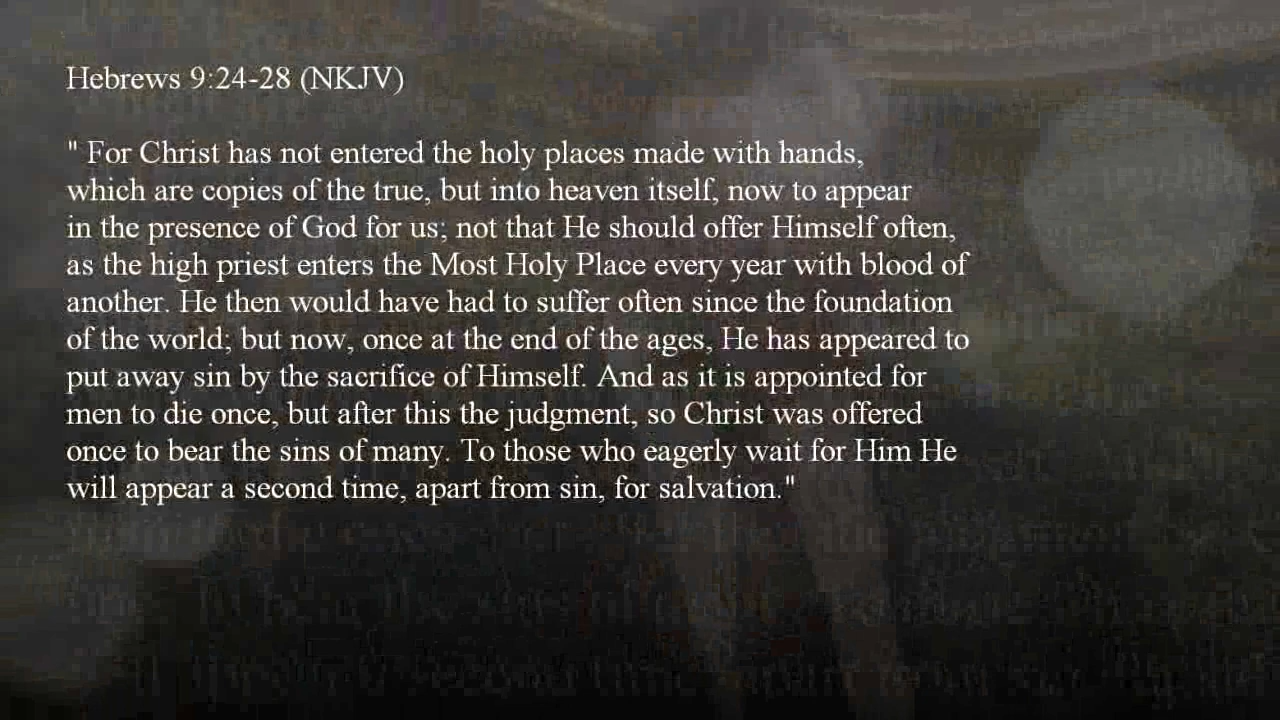 Hebrews 9:24-28 (NKJV)
" For Christ has not entered the holy places made with hands,
which are copies of the true, but into heaven itself, now to appear
in the presence of God for us; not that He should offer Himself often,
as the high priest enters the Most Holy Place every year with blood of
another. He then would have had to suffer often since the foundation
of the world; but now, once at the end of the ages, He has appeared to
put away sin by the sacrifice of Himself. And as it is appointed for
men to die once, but after this the judgment, so Christ was offered
once to bear the sins of many. To those who eagerly wait for Him He
will appear a second time, apart from sin, for salvation."